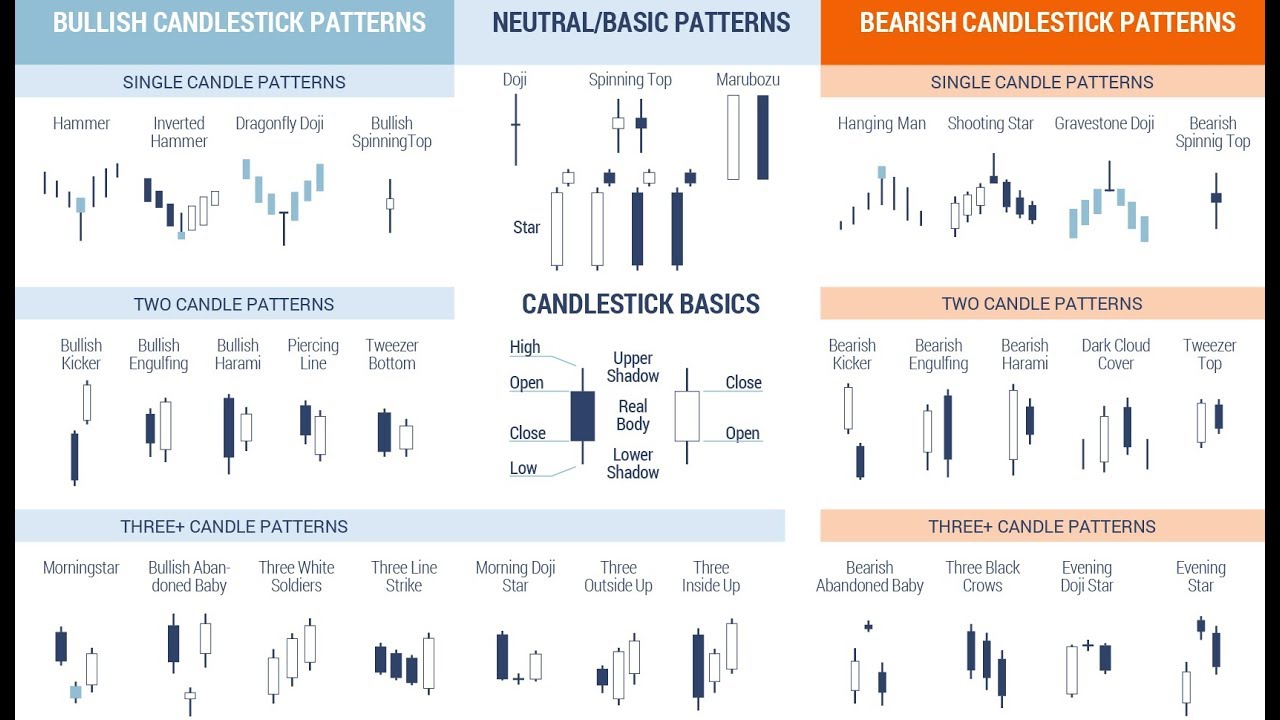 BULLISH CANDLESTICK PATTERNS
SINGLE CANDLE PATTERNS
Hammer
Inverted
Hammer
Dragonfly Doji
Bullish
SpinningTop
TWO CANDLE PATTERNS
Bullish
Kicker
Bullish
Engulfing
Bullish
Harami
Piercing
Line
Tweezer
Bottom
NEUTRAL/BASIC PATTERNS
Doji
Spinning Top
Marubozu
Star
CANDLESTICK BASICS
High
Open
Close
Low
Upper
Shadow
Real
Body
Lower
Shadow
Close
Open
THREE+ CANDLE PATTERNS
Morningstar
Bullish Aban-
doned Baby
Three White
Soldiers
Three Line
Strike
Morning Doji
Star
Three
Outside Up
Three
Inside Up
BEARISH CANDLESTICK PATTERNS
SINGLE CANDLE PATTERNS
Hanging Man
Shooting Star
Gravestone Doji
Bearish
Spinnig Top
TWO CANDLE PATTERNS
Bearish
Kicker
Bearish
Engulfing
Bearish
Harami
Dark Cloud
Cover
Tweezer
Top
THREE+ CANDLE PATTERNS
Bearish
Abandoned Baby
Three Black
Crows
Evening
Doji Star
Evening
Star